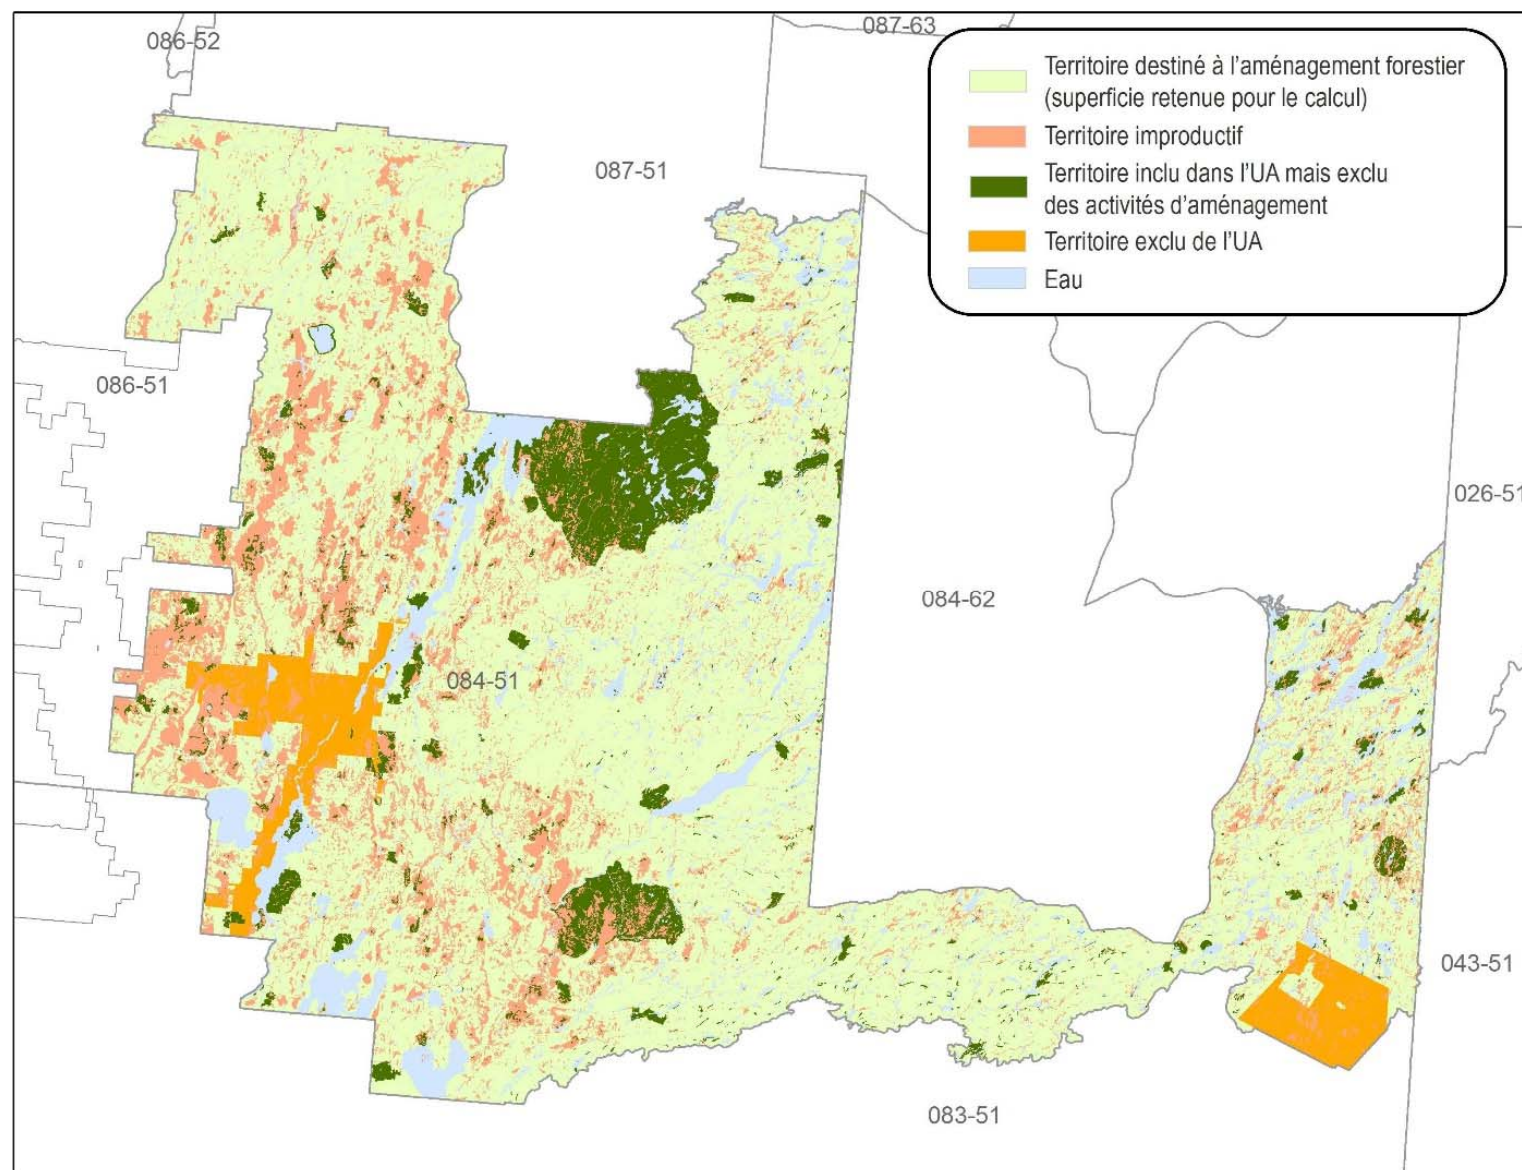 086-52
087-63
Territoire destiné à l'aménagement forestier
(superficie retenue pour le calcul)
Territoire improductif
Territoire inclu dans l'UA mais exclu
des activités d'aménagement
Territoire exclu de l'UA
Eau
087-51
086-51
026-51
084-62
084-51
043-51
083-51